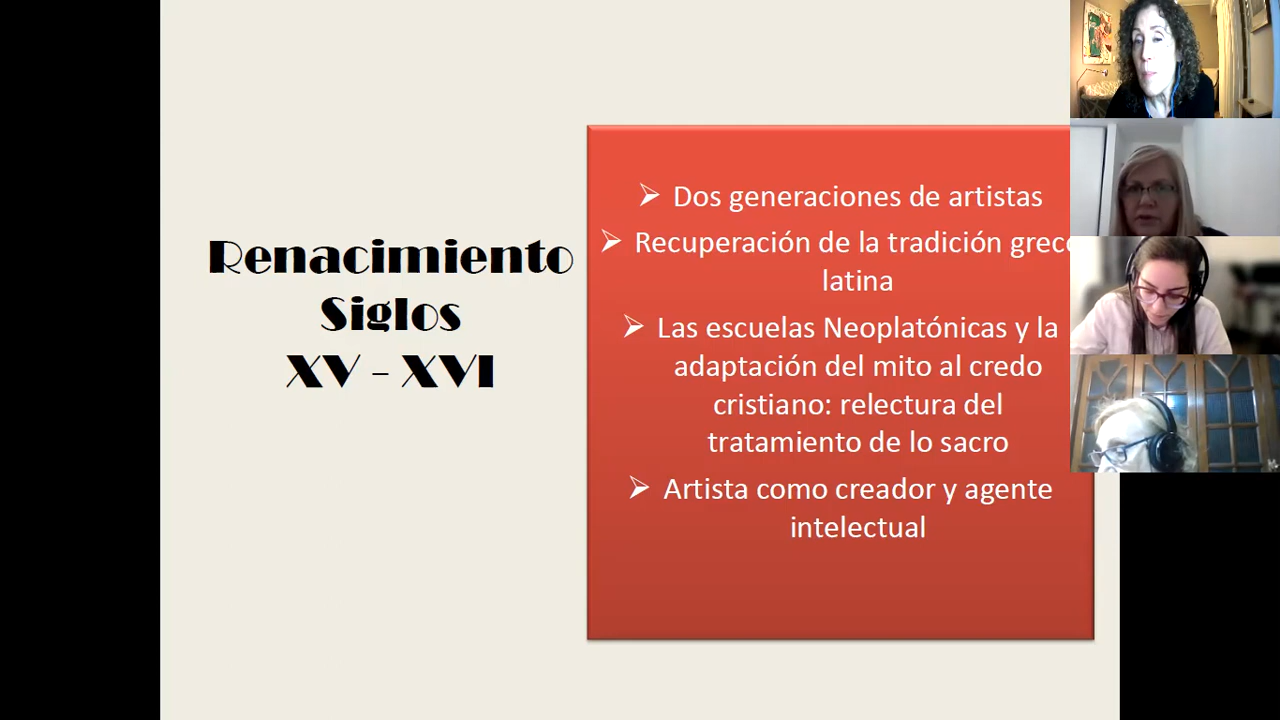 Renacimiento
Siglos
XV – XVI
➢ Dos generaciones de artistas
➢ Recuperación de la tradición greco
latina
➢ Las escuelas Neoplatónicas y la
adaptación del mito al credo
cristiano: relectura del
tratamiento de lo sacro
➢ Artista como creador y agente
intelectual